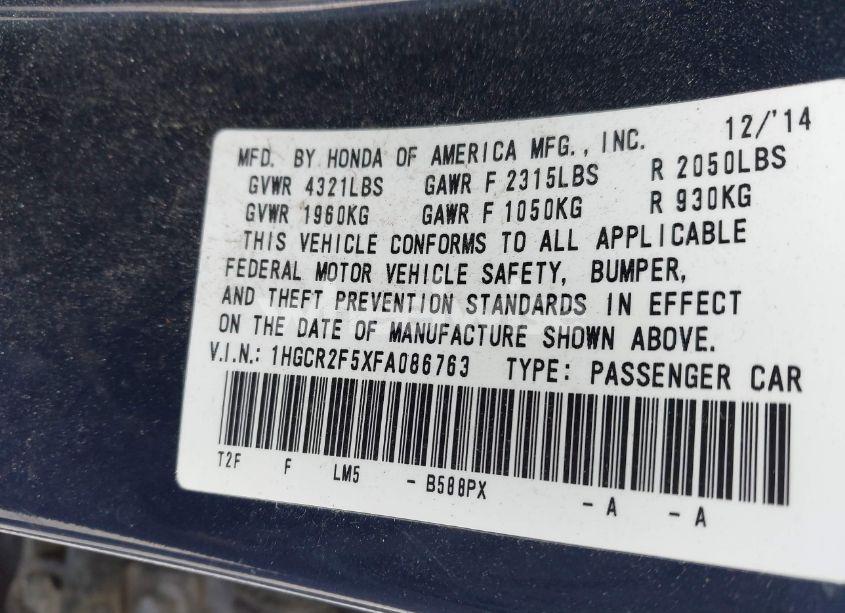 12/'14
MFD. BY HONDA OF AMERICA MFG., INC.
GVWR 4321LBS GAWR F 2315LBS R 2050LBS
GVWR 1960KG GAWR F 1050KG R 930KG
THIS VEHICLE CONFORMS TO ALL APPLICABLE
FEDERAL MOTOR VEHICLE SAFETY, BUMPER,
AND THEFT PREVENTION STANDARDS IN EFFECT
ON THE DATE OF MANUFACTURE SHOWN ABOVE.
V.I.N.: 1HGCR2F5XFA086763 TYPE: PASSENGER CAR
T2F F LM5 - B588PX - A - A